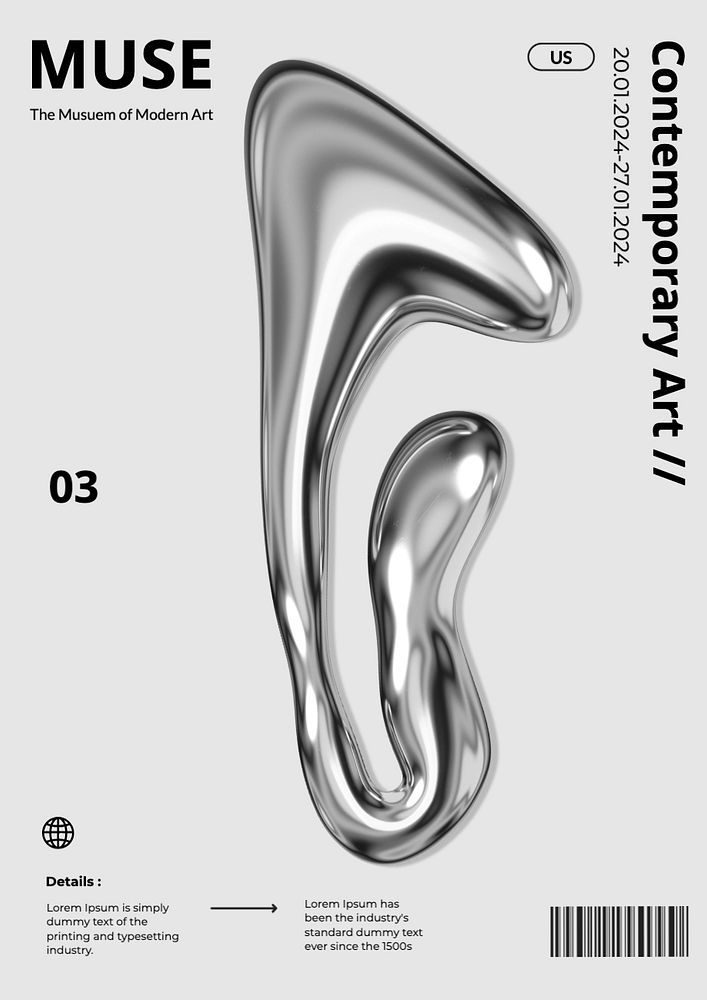 MUSE
The Musuem of Modern Art
US
20.01.2024-27.01.2024
Contemporary Art //
03
Details :
Lorem Ipsum is simply
dummy text of the
printing and typesetting
industry.
Lorem Ipsum has
been the industry's
standard dummy text
ever since the 1500s